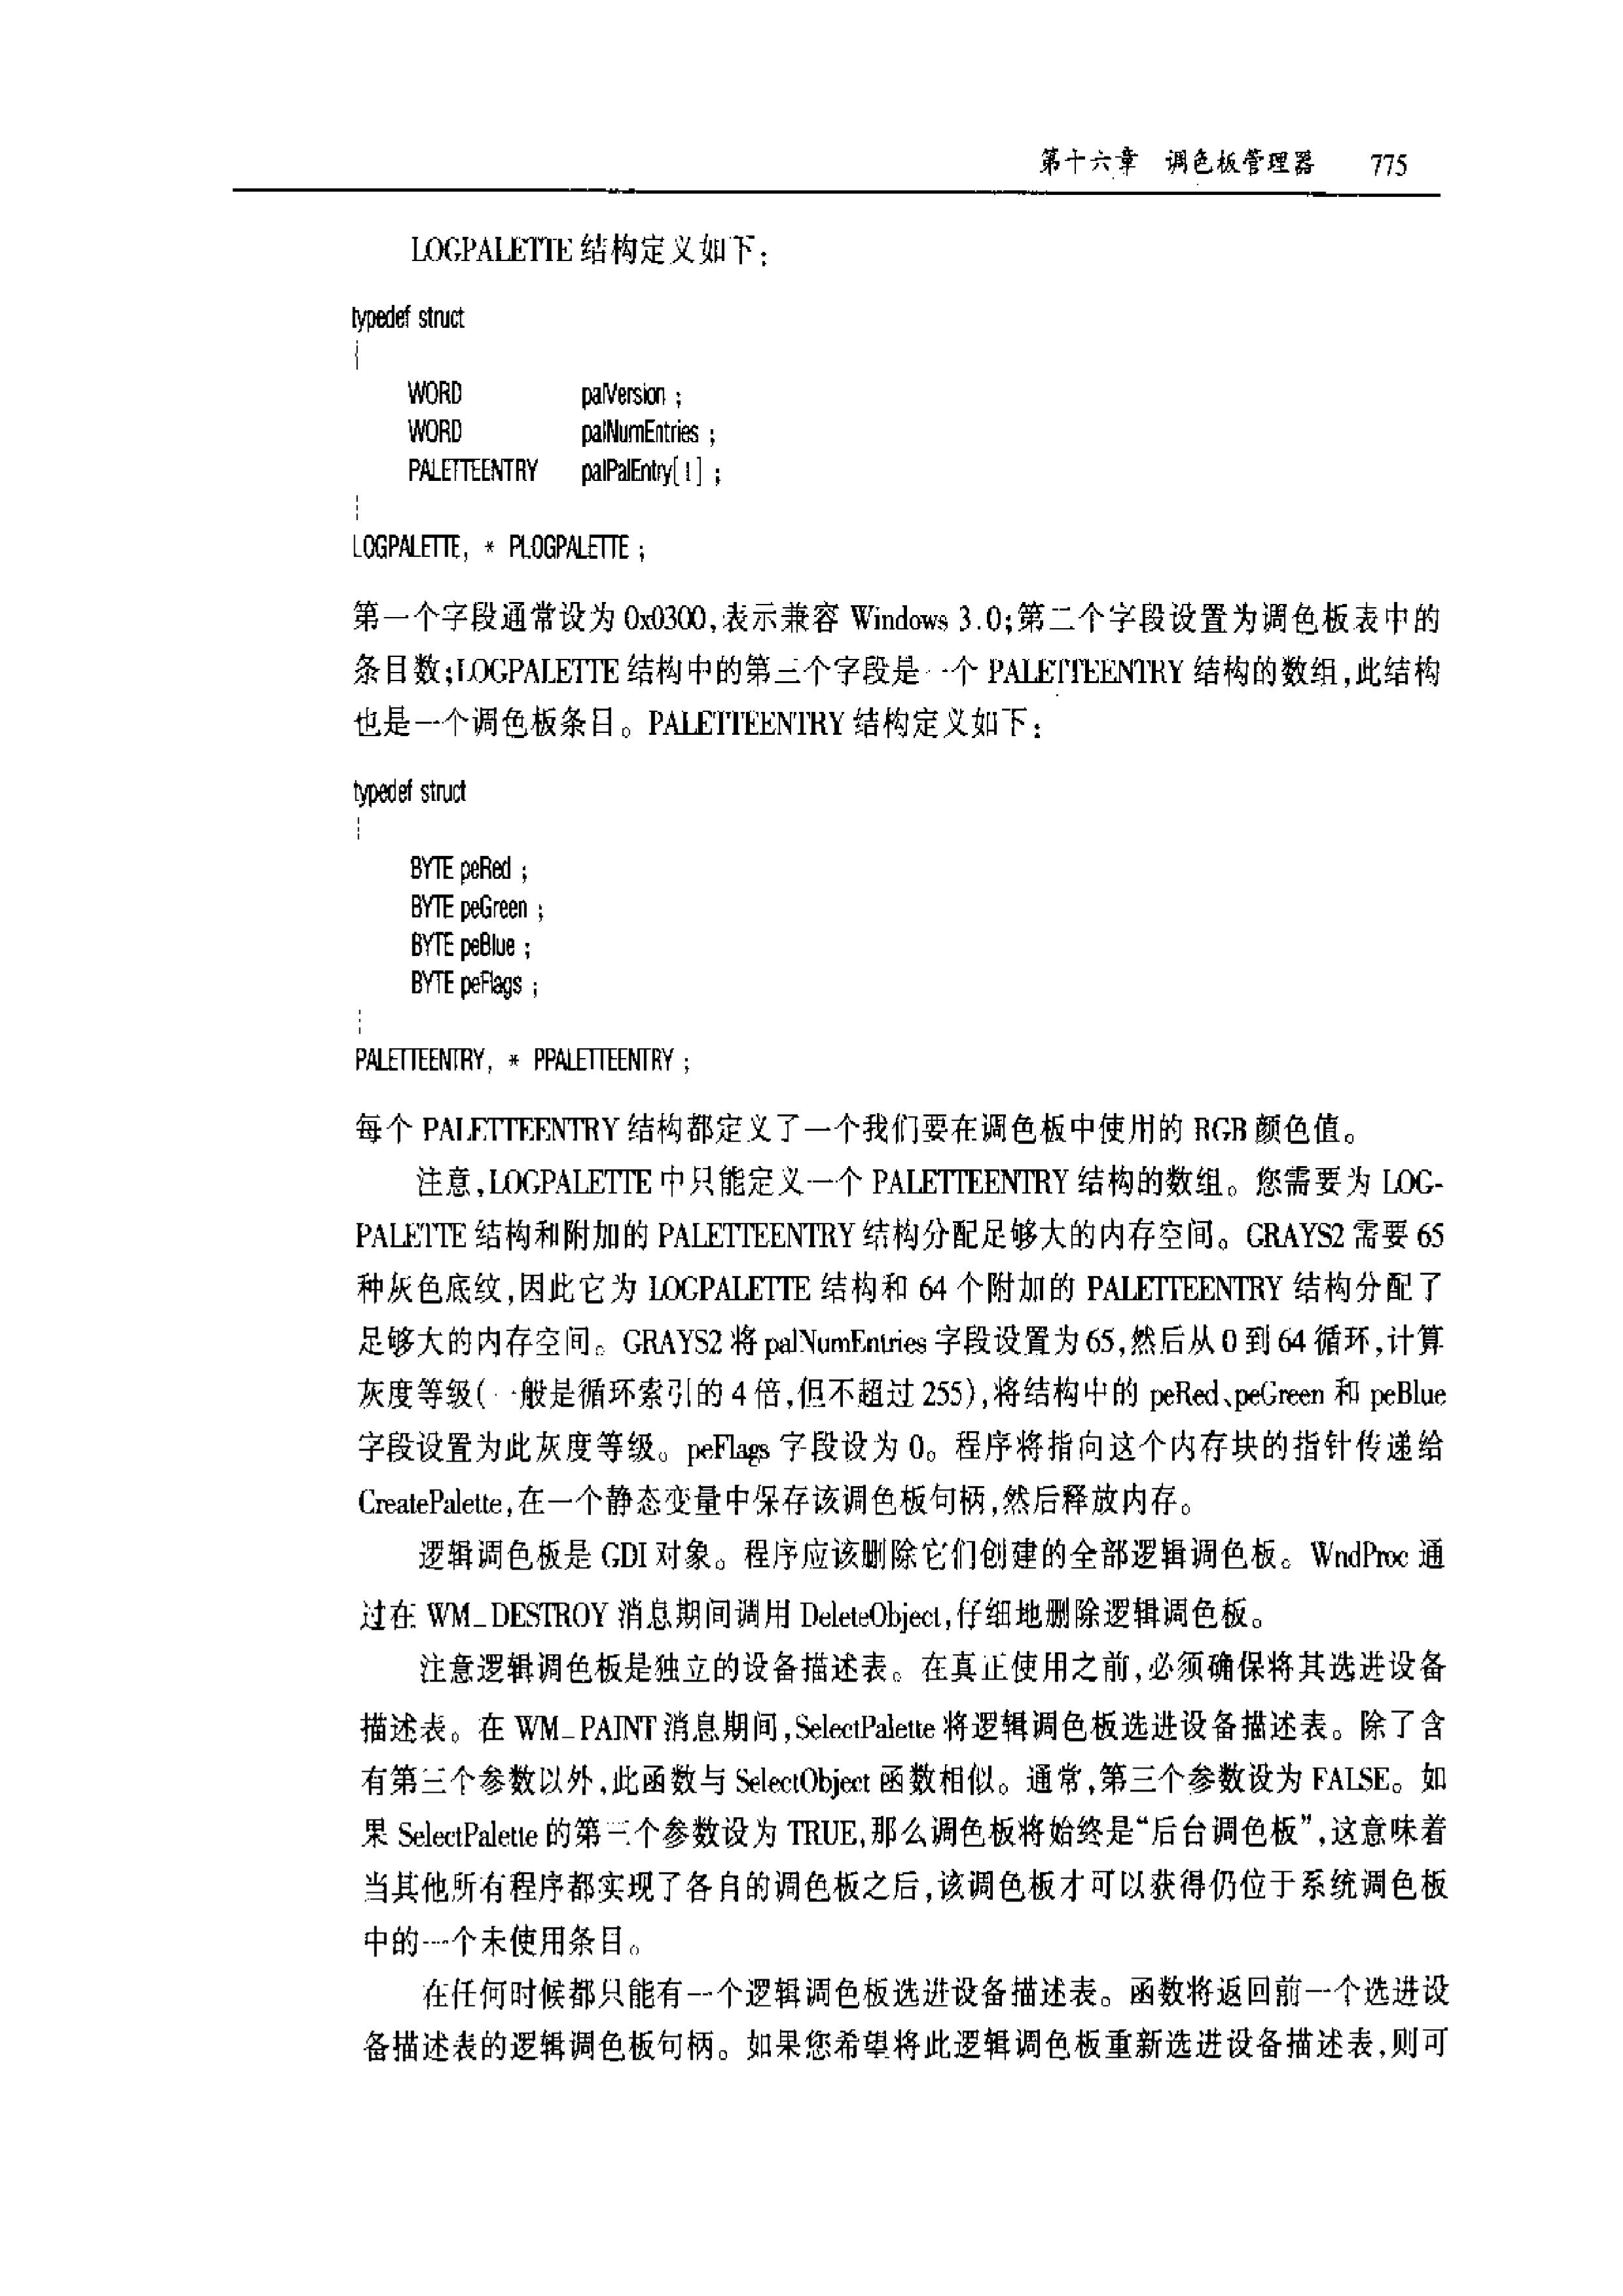 第十六章 调色板管理器 775
LOGPALETTE 结构定义如下：
typedef struct
{
WORD palVersion ;
WORD palNumEntries ;
PALETTEENTRY palPalEntry[1] ;
}
LOGPALETTE, * PLOGPALETTE ;
第一个字段通常设为 0x0300,表示兼容 Windows 3.0;第二个字段设置为调色板表中的
条目数;LOGPALETTE 结构中的第三个字段是一个 PALETTEENTRY 结构的数组,此结构
也是一个调色板条目。PALETTEENTRY 结构定义如下：
typedef struct
{
BYTE peRed ;
BYTE peGreen ;
BYTE peBlue ;
BYTE peFlags ;
}
PALETTEENTRY, * PPALETTEENTRY ;
每个 PALETTEENTRY 结构都定义了一个我们要在调色板中使用的 RGB 颜色值。
注意,LOGPALETTE 中只能定义一个 PALETTEENTRY 结构的数组。您需要为 LOG-
PALETTE 结构和附加的 PALETTEENTRY 结构分配足够大的内存空间。GRAYS2 需要 65
种灰色底纹,因此它为 LOGPALETTE 结构和 64 个附加的 PALETTEENTRY 结构分配了
足够大的内存空间。GRAYS2 将 palNumEntries 字段设置为 65,然后从 0 到 64 循环,计算
灰度等级(一般是循环索引的 4 倍,但不超过 255),将结构中的 peRed、peGreen 和 peBlue
字段设置为此灰度等级。peFlags 字段设为 0。程序将指向这个内存块的指针传递给
CreatePalette,在一个静态变量中保存该调色板句柄,然后释放内存。
逻辑调色板是 GDI 对象。程序应该删除它们创建的全部逻辑调色板。WndProc 通
过在 WM_DESTROY 消息期间调用 DeleteObject,仔细地删除逻辑调色板。
注意逻辑调色板是独立的设备描述表。在真正使用之前,必须确保将其选进设备
描述表。在 WM_PAINT 消息期间,SelectPalette 将逻辑调色板选进设备描述表。除了含
有第三个参数以外,此函数与 SelectObject 函数相似。通常,第三个参数设为 FALSE。如
果 SelectPalette 的第三个参数设为 TRUE,那么调色板将始终是“后台调色板”,这意味着
当其他所有程序都实现了各自的调色板之后,该调色板才可以获得仍位于系统调色板
中的一个未使用条目。
在任何时候都只能有一个逻辑调色板选进设备描述表。函数将返回前一个选进设
备描述表的逻辑调色板句柄。如果您希望将此逻辑调色板重新选进设备描述表,则可